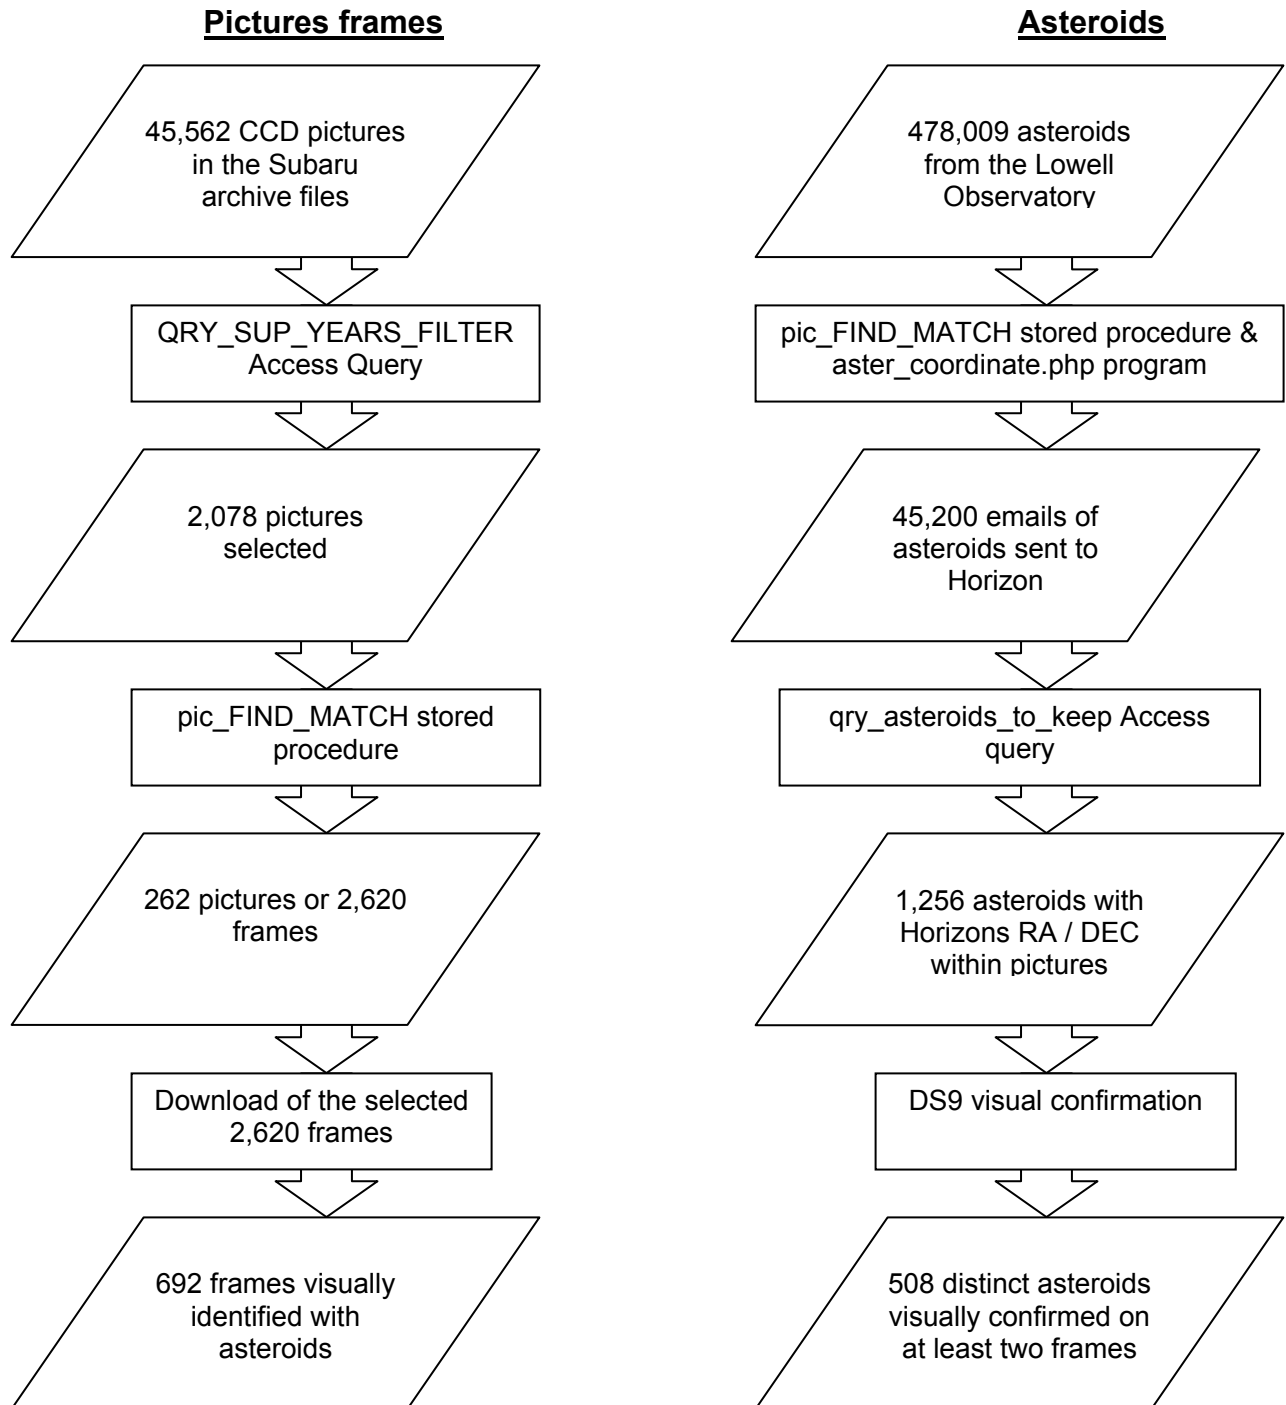 Pictures frames
45,562 CCD pictures
in the Subaru
archive files
QRY_SUP_YEARS_FILTER
Access Query
2,078 pictures
selected
pic_FIND_MATCH stored
procedure
262 pictures or 2,620
frames
Download of the selected
2,620 frames
692 frames visually
identified with
asteroids
Asteroids
478,009 asteroids
from the Lowell
Observatory
pic_FIND_MATCH stored procedure &
aster_coordinate.php program
45,200 emails of
asteroids sent to
Horizon
qry_asteroids_to_keep Access
query
1,256 asteroids with
Horizons RA / DEC
within pictures
DS9 visual confirmation
508 distinct asteroids
visually confirmed on
at least two frames